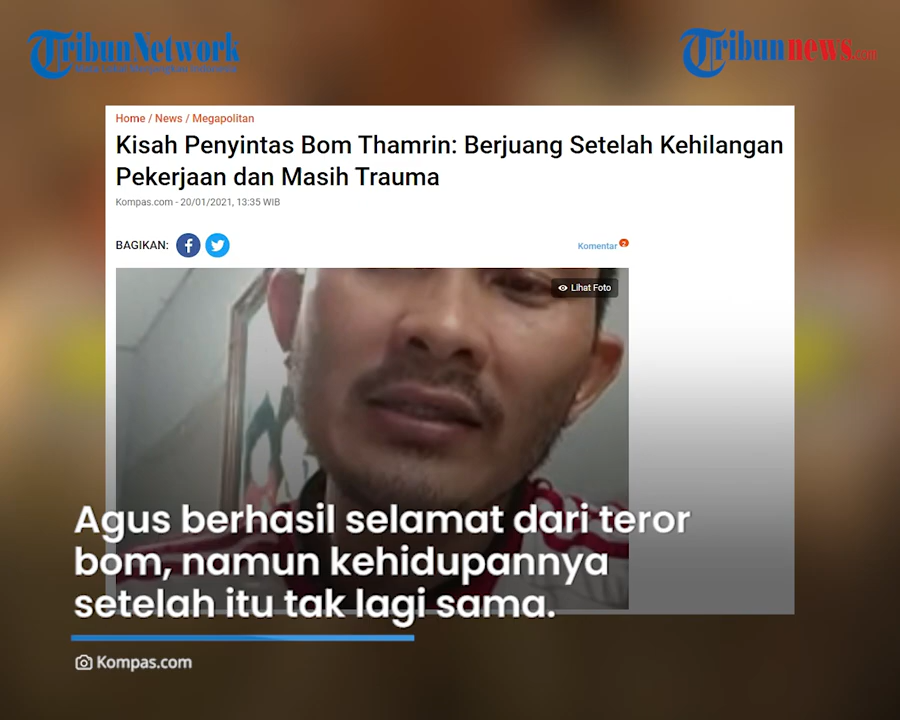 Tribun Network
Tribunnews.com
Home / News / Megapolitan
Kisah Penyintas Bom Thamrin: Berjuang Setelah Kehilangan
Pekerjaan dan Masih Trauma
Kompas.com - 20/01/2021, 13:35 WIB
BAGIKAN:
Komentar
Lihat Foto
Agus berhasil selamat dari teror
bom, namun kehidupannya
setelah itu tak lagi sama.
Kompas.com